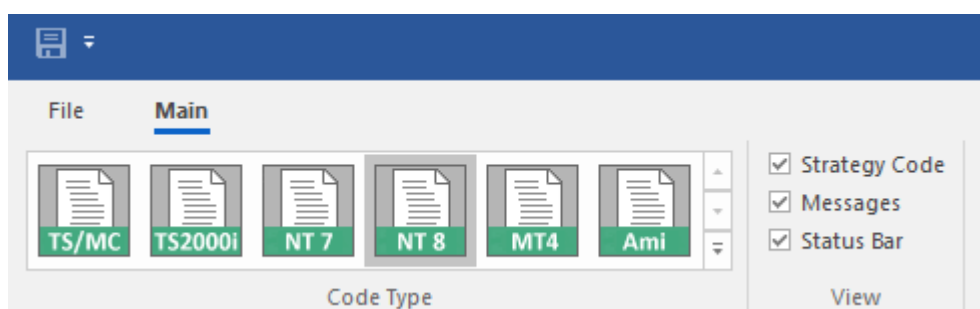 File Main
TS/MC TS2000i NT 7 NT 8 MT4 Ami
Code Type
Strategy Code
Messages
Status Bar
View